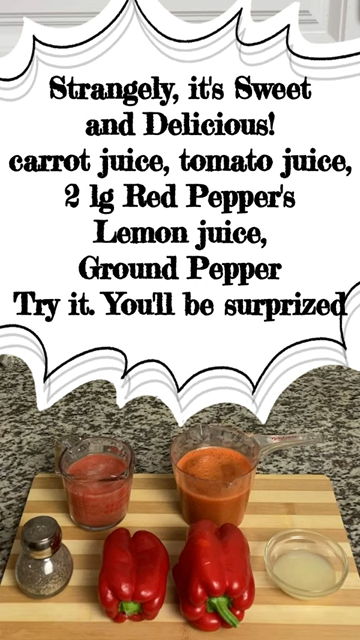 Strangely, it's Sweet
and Delicious!
carrot juice, tomato juice,
2 lg Red Pepper's
Lemon juice,
Ground Pepper
Try it. You'll be surprized